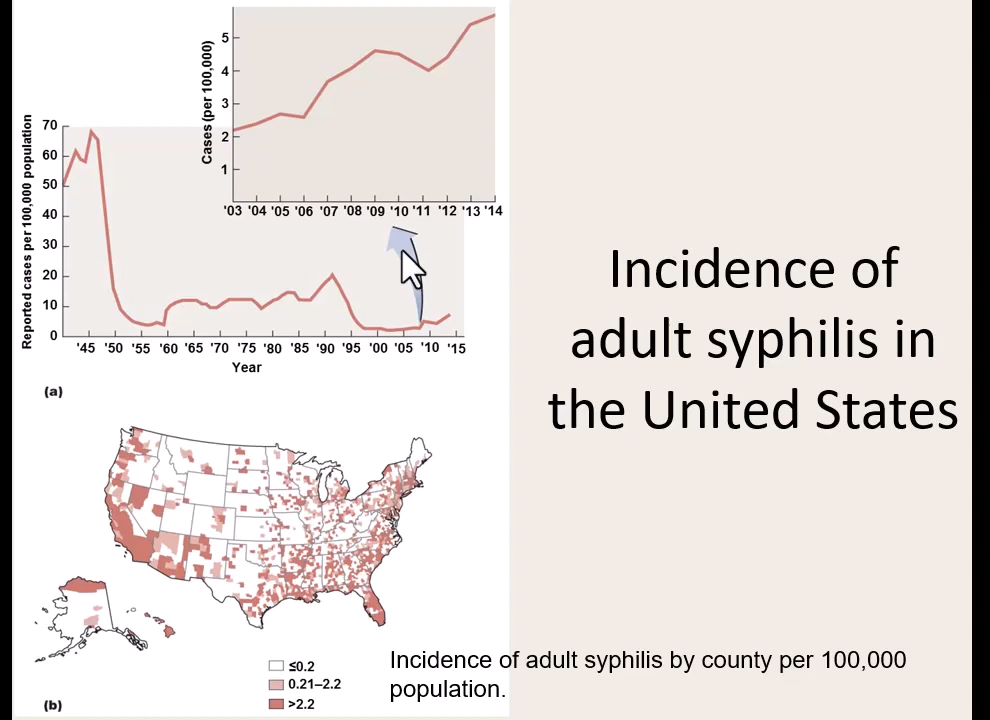 5
4
3
2
1
Cases (per 100,000)
'03 '04 '05 '06 '07 '08 '09 '10 '11 '12 '13 '14
70
60
50
40
30
20
10
0
Reported cases per 100,000 population
'45 '50 '55 '60 '65 '70 '75 '80 '85 '90 '95 '00 '05 '10 '15
Year
(a)
Incidence of
adult syphilis in
the United States
≤0.2
0.21–2.2
>2.2
(b)
Incidence of adult syphilis by county per 100,000
population.